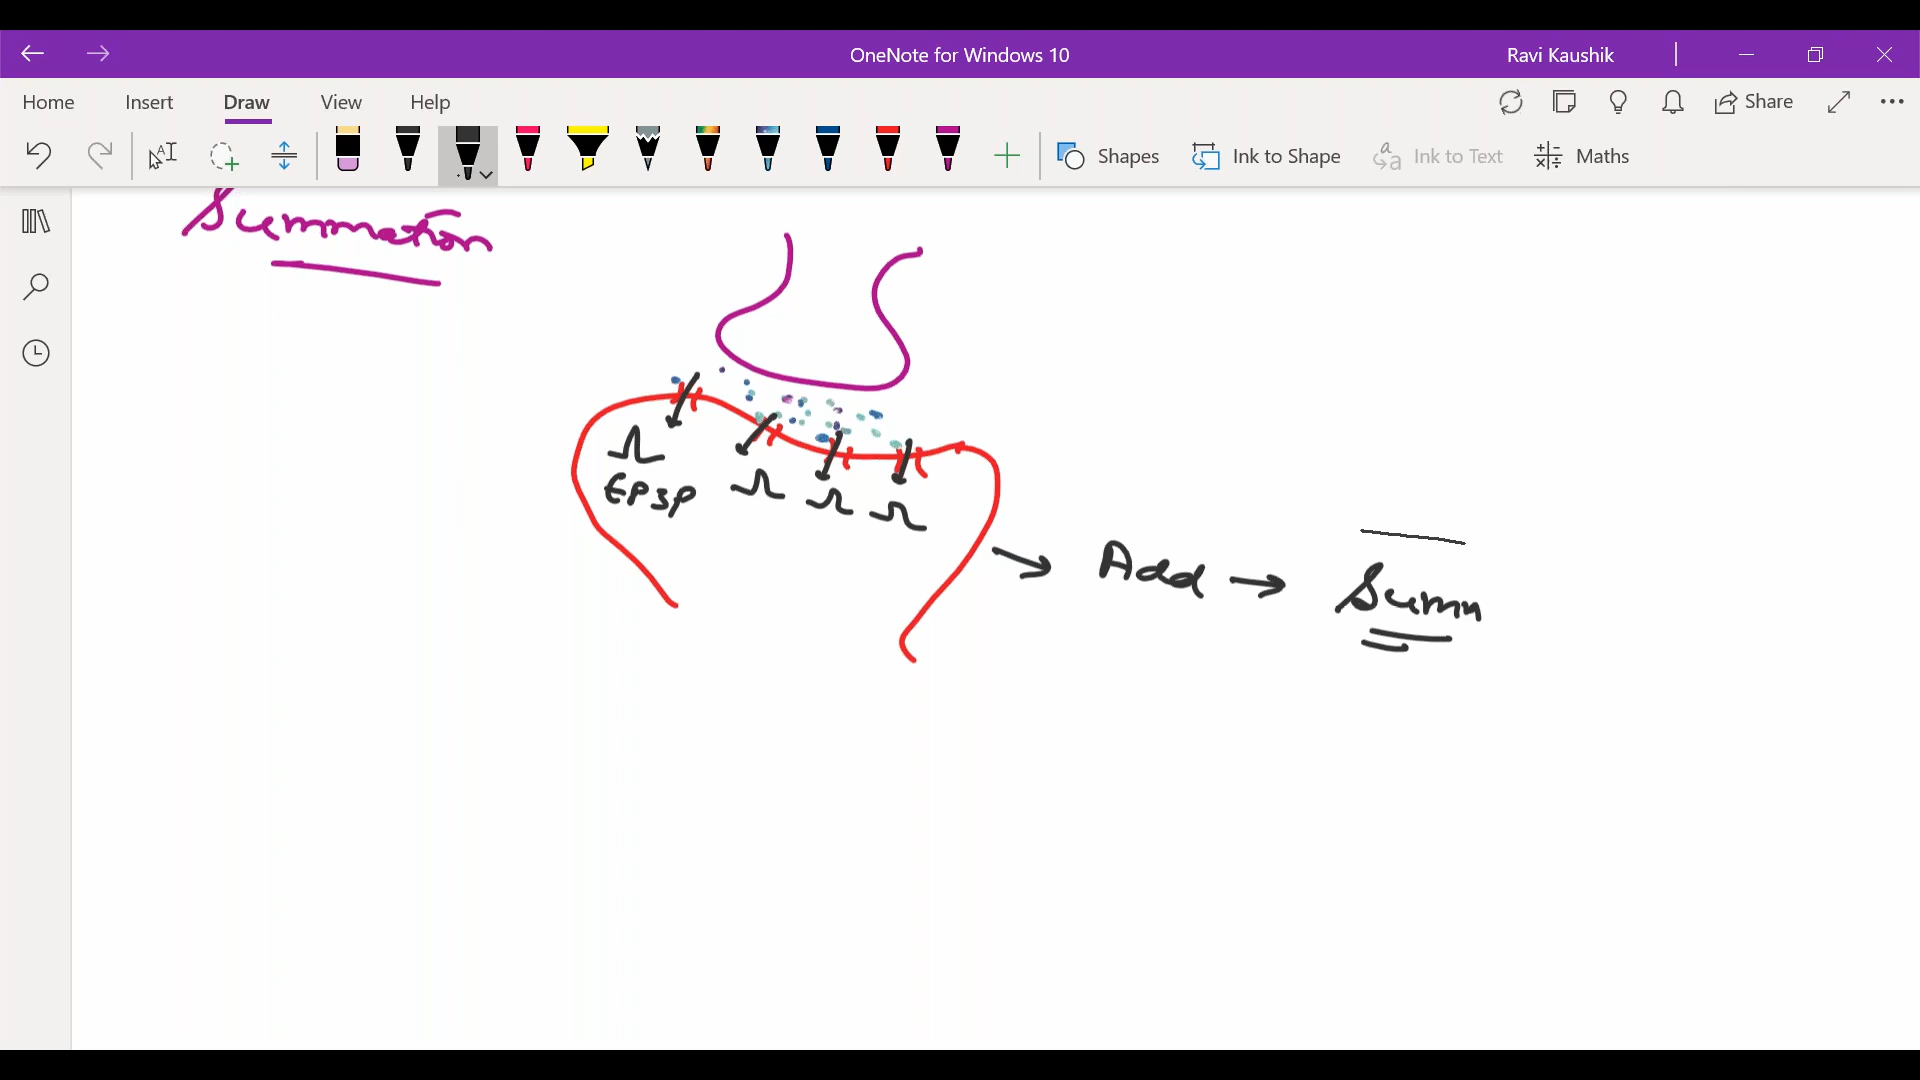 OneNote for Windows 10
Ravi Kaushik
Home Insert Draw View Help
Share
Shapes Ink to Shape Ink to Text Maths
Summation
EPSP
Add → Summ